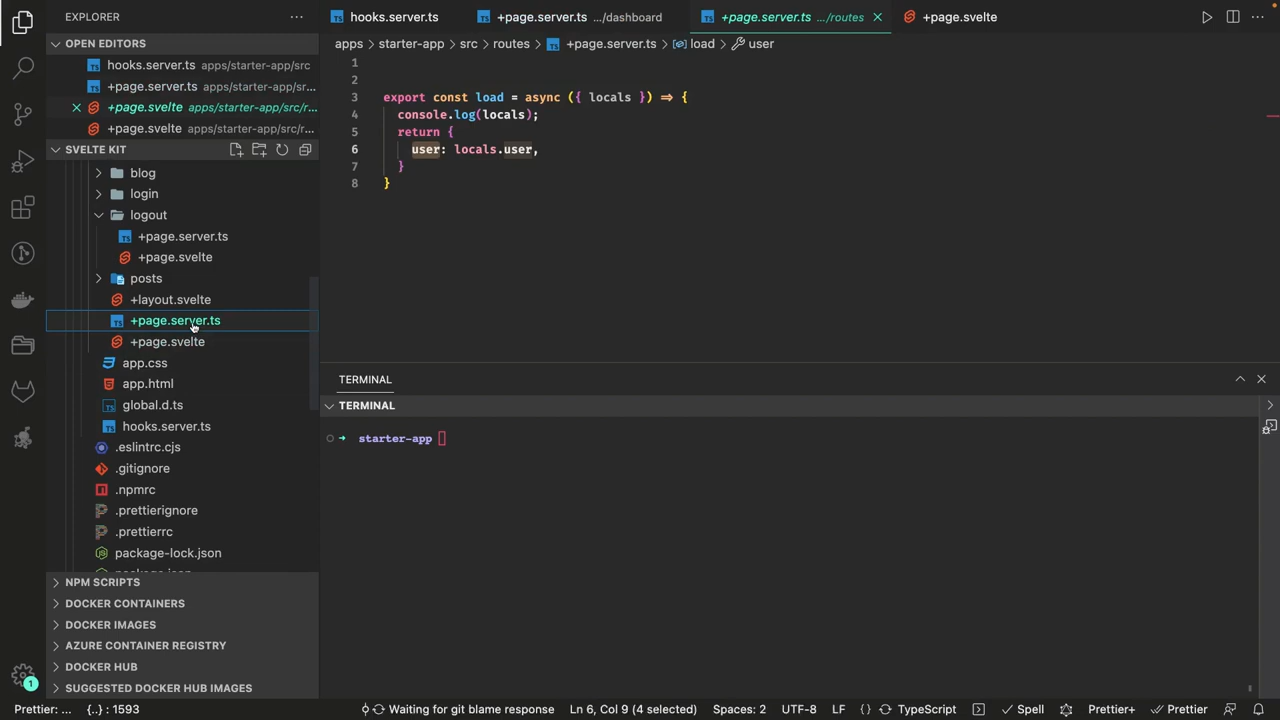 EXPLORER
OPEN EDITORS
hooks.server.ts apps/starter-app/src
+page.server.ts apps/starter-app/src/...
+page.svelte apps/starter-app/src/r...
+page.svelte apps/starter-app/src/r...
SVELTE KIT
blog
login
logout
+page.server.ts
+page.svelte
posts
+layout.svelte
+page.server.ts
+page.svelte
app.css
app.html
global.d.ts
hooks.server.ts
.eslintrc.cjs
.gitignore
.npmrc
.prettierignore
.prettierrc
package-lock.json
NPM SCRIPTS
DOCKER CONTAINERS
DOCKER IMAGES
AZURE CONTAINER REGISTRY
DOCKER HUB
SUGGESTED DOCKER HUB IMAGES
hooks.server.ts +page.server.ts .../dashboard +page.server.ts .../routes +page.svelte
apps > starter-app > src > routes > +page.server.ts > load > user
1
2
3 export const load = async ({ locals }) => {
4 console.log(locals);
5 return {
6 user: locals.user,
7 }
8 }
TERMINAL
TERMINAL
starter-app
1 Prettier: ... {..} : 1593 Waiting for git blame response Ln 6, Col 9 (4 selected) Spaces: 2 UTF-8 LF {} TypeScript Spell Prettier+ Prettier